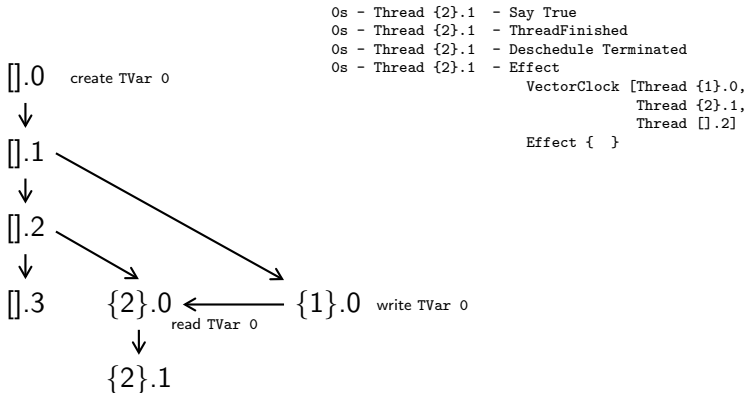 0s - Thread {2}.1  - Say True
0s - Thread {2}.1  - ThreadFinished
0s - Thread {2}.1  - Deschedule Terminated
0s - Thread {2}.1  - Effect
VectorClock [Thread {1}.0,
Thread {2}.1,
Thread [].2]
Effect {  }
[].0 create TVar 0
[].1
[].2
[].3 {2}.0 {1}.0 write TVar 0
read TVar 0
{2}.1